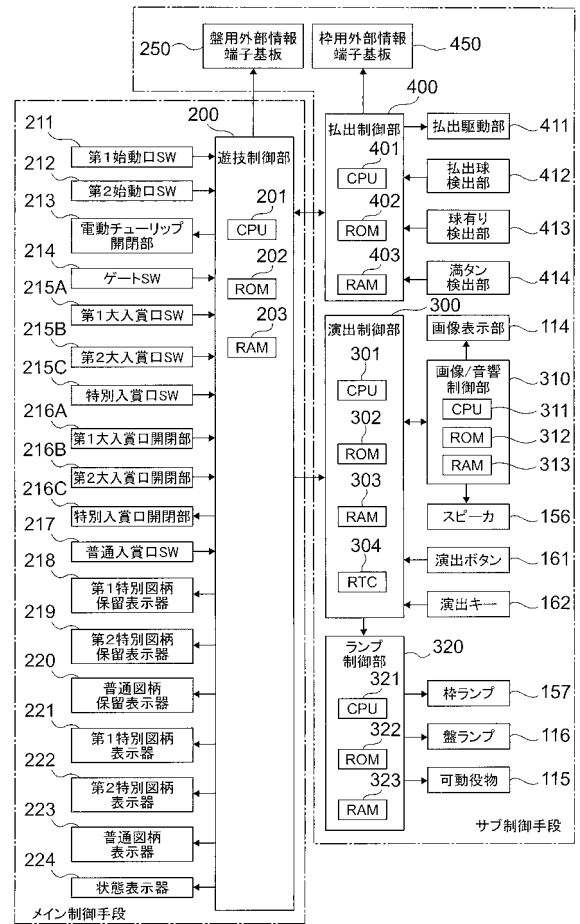 250
盤用外部情報
端子基板
枠用外部情報
端子基板
450
200
遊技制御部
201
CPU
202
ROM
203
RAM
211
第1始動口SW
212
第2始動口SW
213
電動チューリップ
開閉部
214
ゲートSW
215A
第1大入賞口SW
215B
第2大入賞口SW
215C
特別入賞口SW
216A
第1大入賞口開閉部
216B
第2大入賞口開閉部
216C
特別入賞口開閉部
217
普通入賞口SW
218
第1特別図柄
保留表示器
219
第2特別図柄
保留表示器
220
普通図柄
保留表示器
221
第1特別図柄
表示器
222
第2特別図柄
表示器
223
普通図柄
表示器
224
状態表示器
メイン制御手段
400
払出制御部
401
CPU
402
ROM
403
RAM
払出駆動部
411
払出球
検出部
412
球有り
検出部
413
満タン
検出部
414
300
演出制御部
301
CPU
302
ROM
303
RAM
304
RTC
画像表示部
114
画像/音響
制御部
310
CPU
311
ROM
312
RAM
313
スピーカ
156
演出ボタン
161
演出キー
162
ランプ
制御部
320
321
CPU
322
ROM
323
RAM
枠ランプ
157
盤ランプ
116
可動役物
115
サブ制御手段